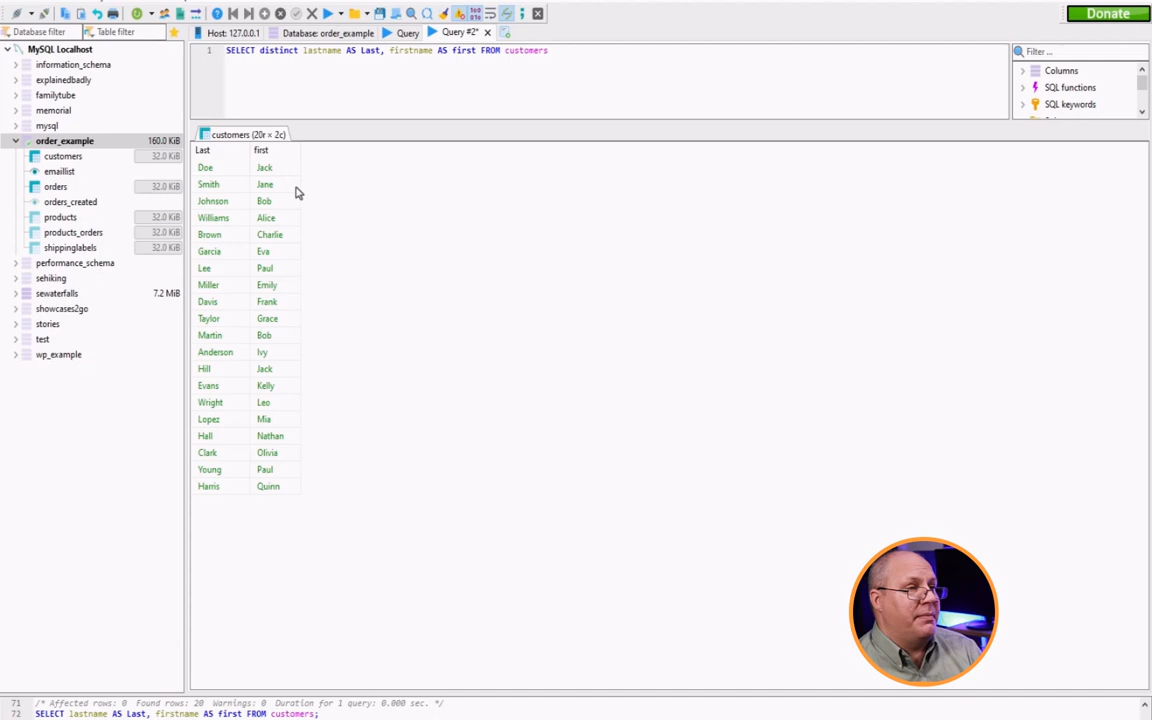 Donate
Database filter
Table filter
Host: 127.0.0.1
Database: order_example
Query
Query #2*
MySQL Localhost
information_schema
explainedbadly
familytube
memorial
mysql
order_example 160.0 KiB
customers 32.0 KiB
emaillist
orders 32.0 KiB
orders_created
products 32.0 KiB
products_orders 32.0 KiB
shippinglabels 32.0 KiB
performance_schema
sehiking
sewaterfalls 7.2 MiB
showcases2go
stories
test
wp_example
1 SELECT distinct lastname AS Last, firstname AS first FROM customers
Filter ...
Columns
SQL functions
SQL keywords
customers (20r × 2c)
Last first
Doe Jack
Smith Jane
Johnson Bob
Williams Alice
Brown Charlie
Garcia Eva
Lee Paul
Miller Emily
Davis Frank
Taylor Grace
Martin Bob
Anderson Ivy
Hill Jack
Evans Kelly
Wright Leo
Lopez Mia
Hall Nathan
Clark Olivia
Young Paul
Harris Quinn
71 /* Affected rows: 0 Found rows: 20 Warnings: 0 Duration for 1 query: 0.000 sec. */
72 SELECT lastname AS Last, firstname AS first FROM customers;